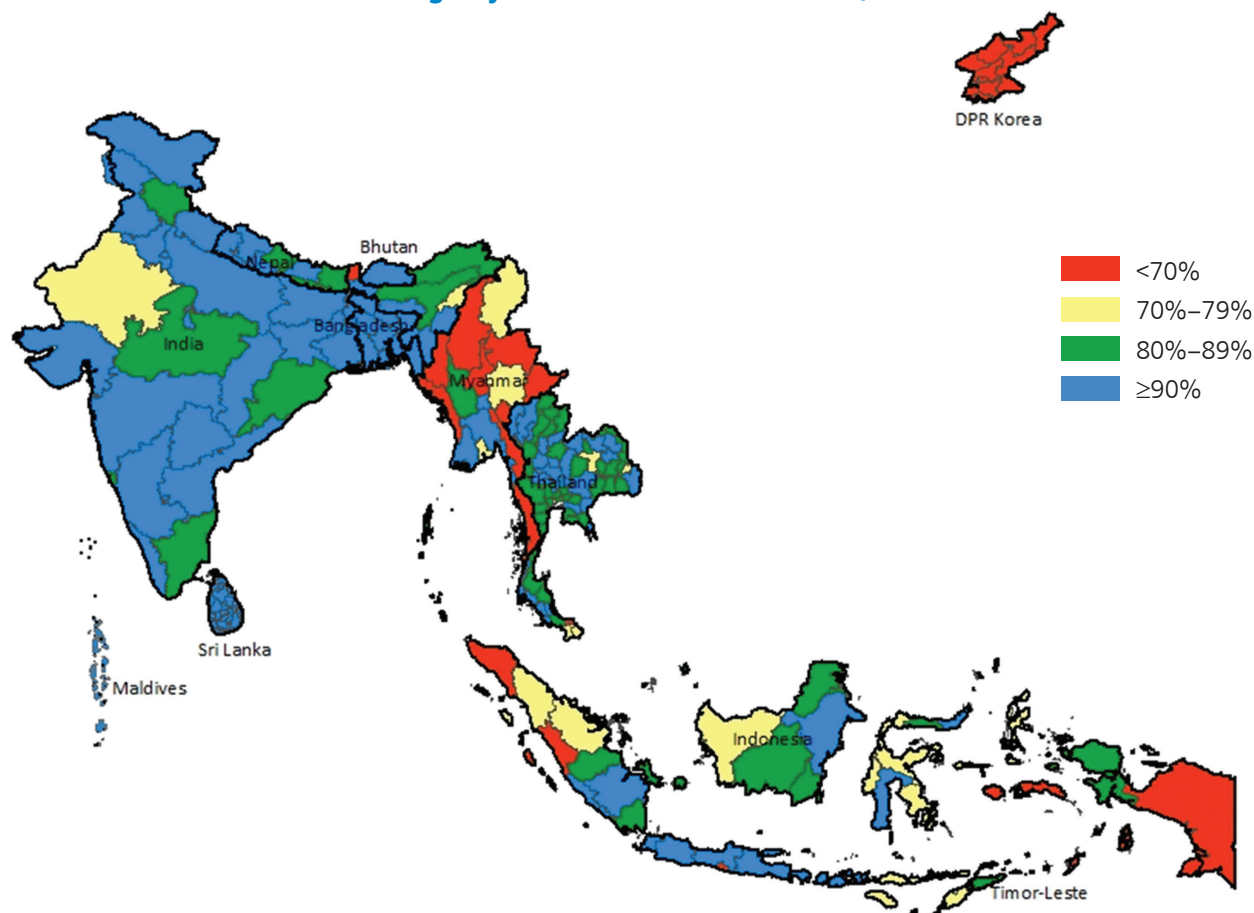 DPR Korea
Bhutan
Nepal
<70%
70%–79%
Bangladesh
India
80%–89%
Myanmar
≥90%
Thailand
Sri Lanka
Maldives
Indonesia
Timor-Leste